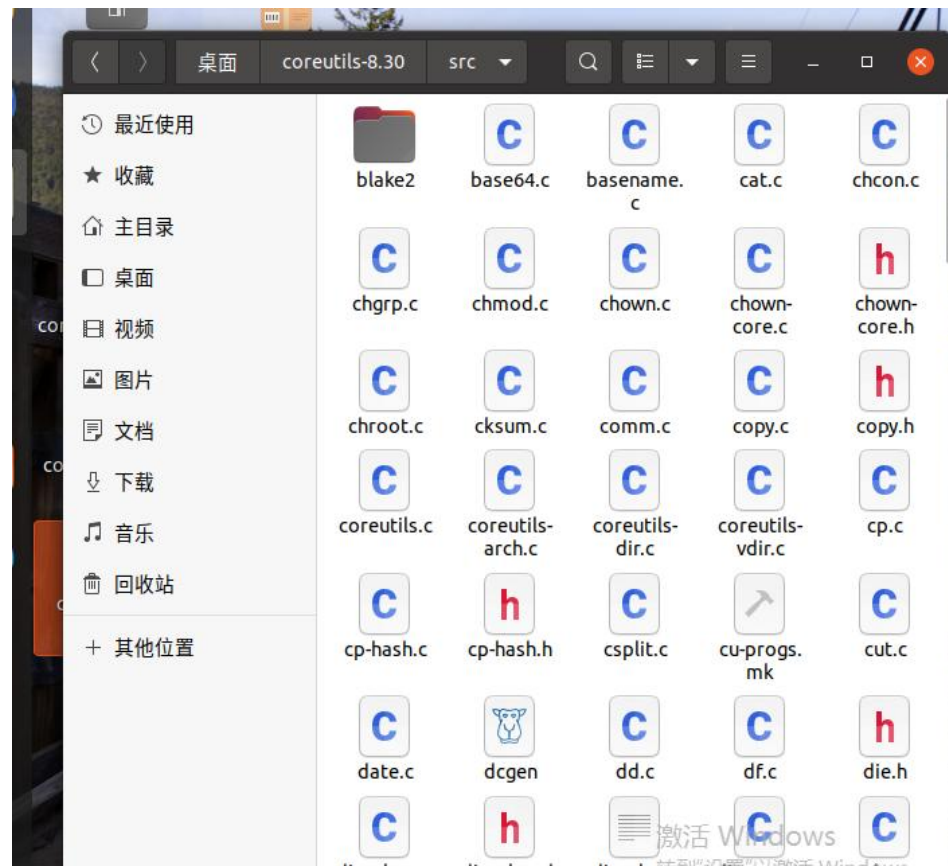 桌面 coreutils-8.30 src
最近使用
收藏
主目录
桌面
视频
图片
文档
下载
音乐
回收站
其他位置
blake2 base64.c basename. cat.c chcon.c
c
chgrp.c chmod.c chown.c chown- chown-
core.c core.h
chroot.c cksum.c comm.c copy.c copy.h
coreutils.c coreutils- coreutils- coreutils- cp.c
arch.c dir.c vdir.c
cp-hash.c cp-hash.h csplit.c cu-progs. cut.c
mk
date.c dcgen dd.c df.c die.h
激活 Windows